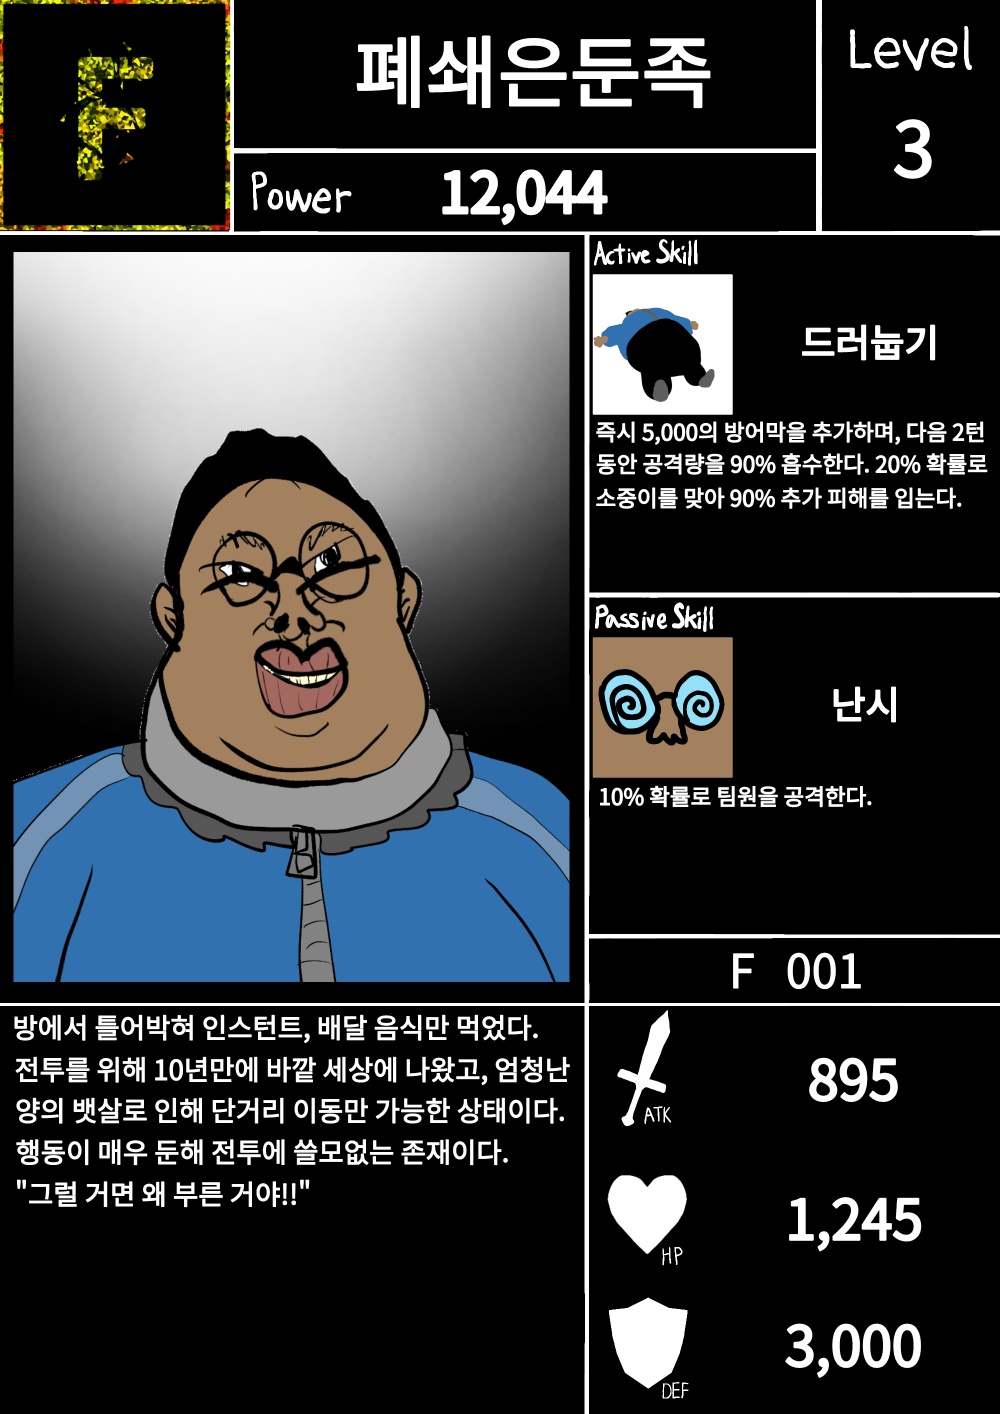 F
폐쇄은둔족
Level
3
Power 12,044
Active Skill
드러눕기
즉시 5,000의 방어막을 추가하며, 다음 2턴
동안 공격량을 90% 흡수한다. 20% 확률로
소중이를 맞아 90% 추가 피해를 입는다.
Passive Skill
난시
10% 확률로 팀원을 공격한다.
F 001
방에서 틀어박혀 인스턴트, 배달 음식만 먹었다.
전투를 위해 10년만에 바깥 세상에 나왔고, 엄청난
양의 뱃살로 인해 단거리 이동만 가능한 상태이다.
행동이 매우 둔해 전투에 쓸모없는 존재이다.
"그럴 거면 왜 부른 거야!!"
ATK 895
HP 1,245
DEF 3,000